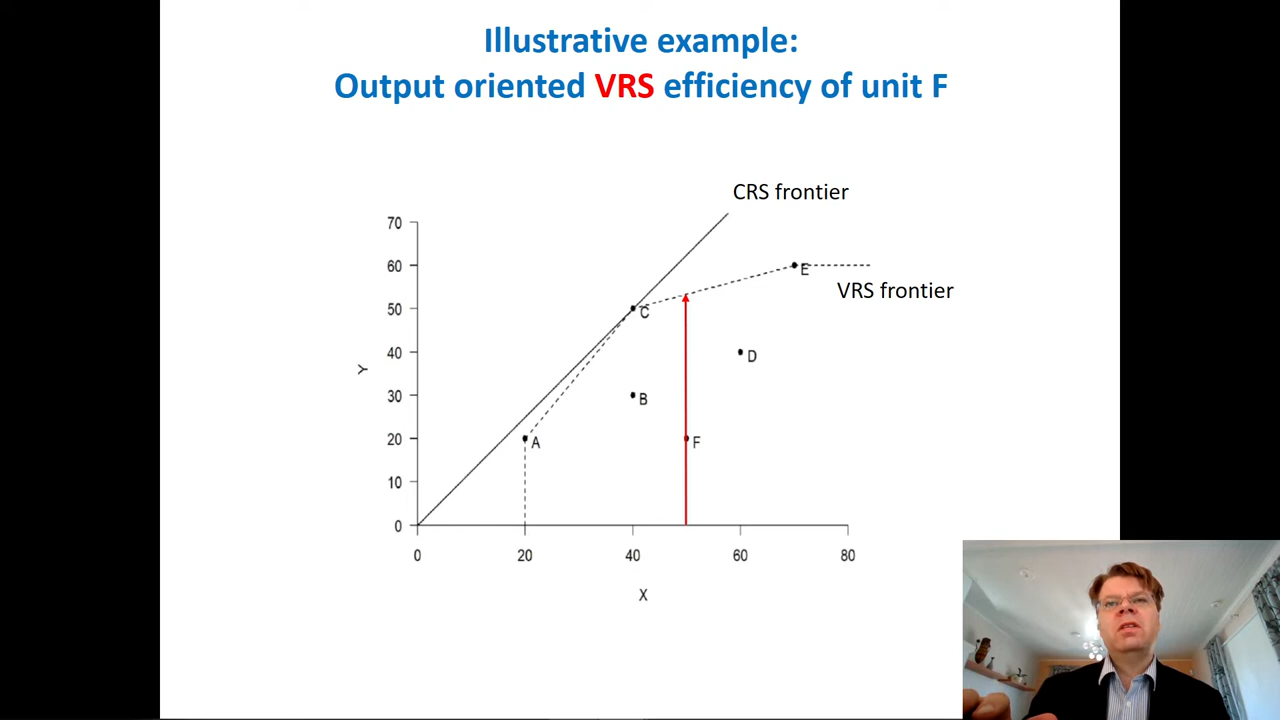 Illustrative example:
Output oriented VRS efficiency of unit F
CRS frontier
70
60
E
VRS frontier
50
C
40
D
Y
30
B
20
A
F
10
0
0
20
40
60
80
X